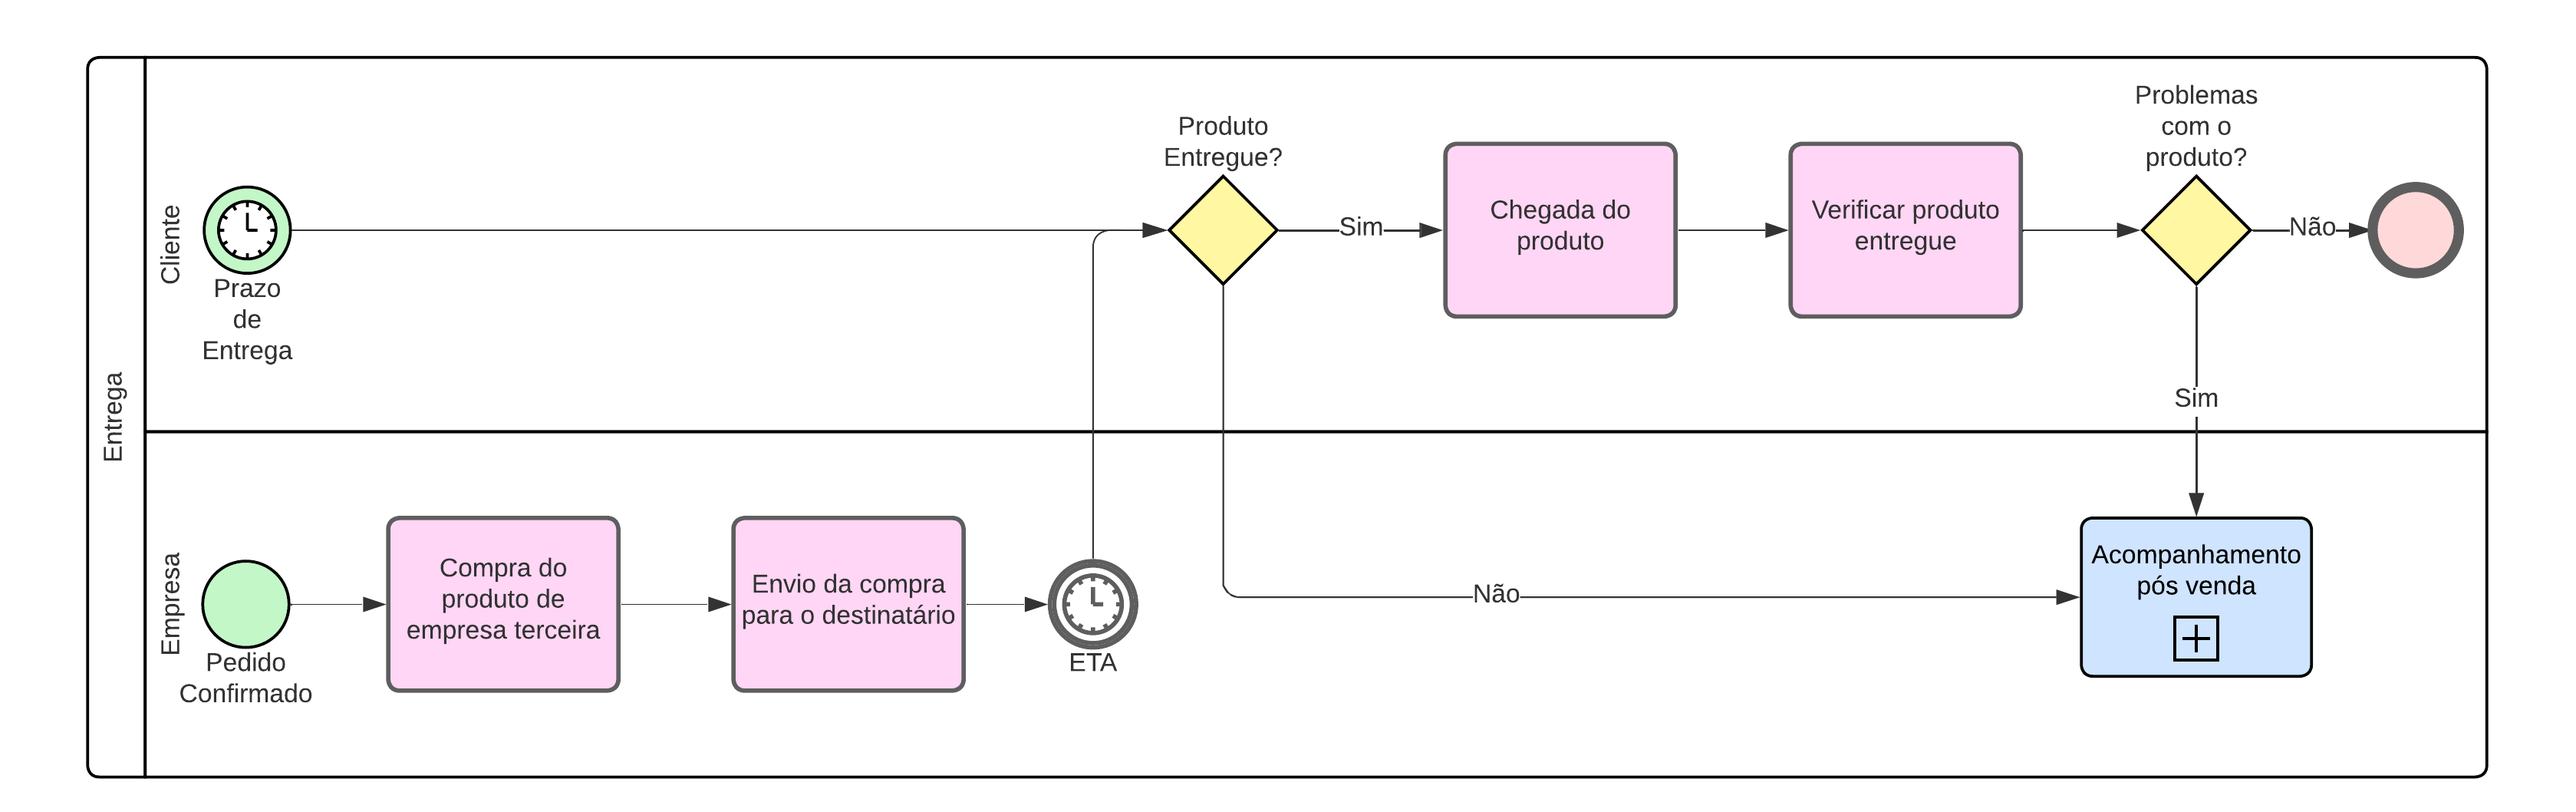 Entrega
Cliente
Prazo
de
Entrega
Produto
Entregue?
Sim
Chegada do
produto
Verificar produto
entregue
Problemas
com o
produto?
Não
Sim
Empresa
Pedido
Confirmado
Compra do
produto de
empresa terceira
Envio da compra
para o destinatário
ETA
Não
Acompanhamento
pós venda